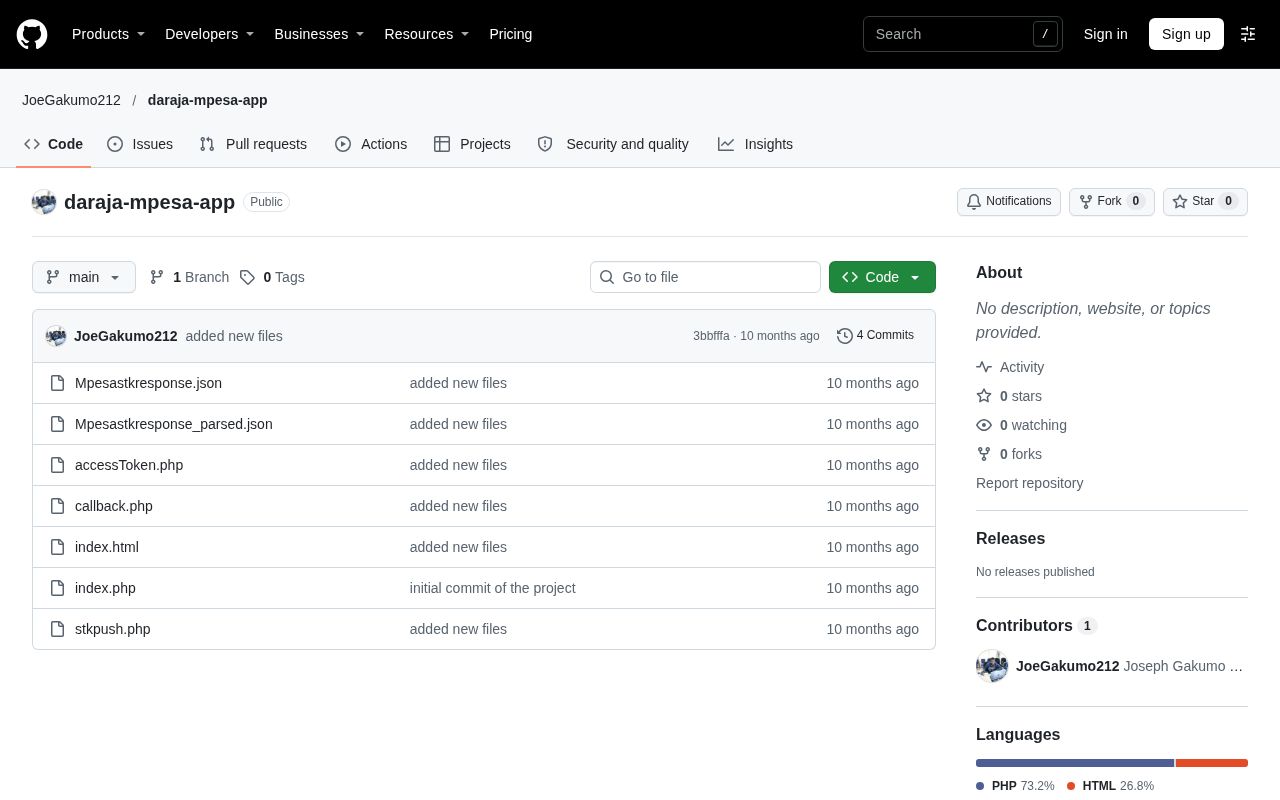 Products Developers Businesses Resources Pricing Search / Sign in Sign up
JoeGakumo212 / daraja-mpesa-app
Code Issues Pull requests Actions Projects Security and quality Insights
daraja-mpesa-app Public Notifications Fork 0 Star 0
main 1 Branch 0 Tags Go to file Code
JoeGakumo212 added new files 3bbfffa · 10 months ago 4 Commits
Mpesastkresponse.json added new files 10 months ago
Mpesastkresponse_parsed.json added new files 10 months ago
accessToken.php added new files 10 months ago
callback.php added new files 10 months ago
index.html added new files 10 months ago
index.php initial commit of the project 10 months ago
stkpush.php added new files 10 months ago
About
No description, website, or topics
provided.
Activity
0 stars
0 watching
0 forks
Report repository
Releases
No releases published
Contributors 1
JoeGakumo212 Joseph Gakumo ...
Languages
PHP 73.2% HTML 26.8%